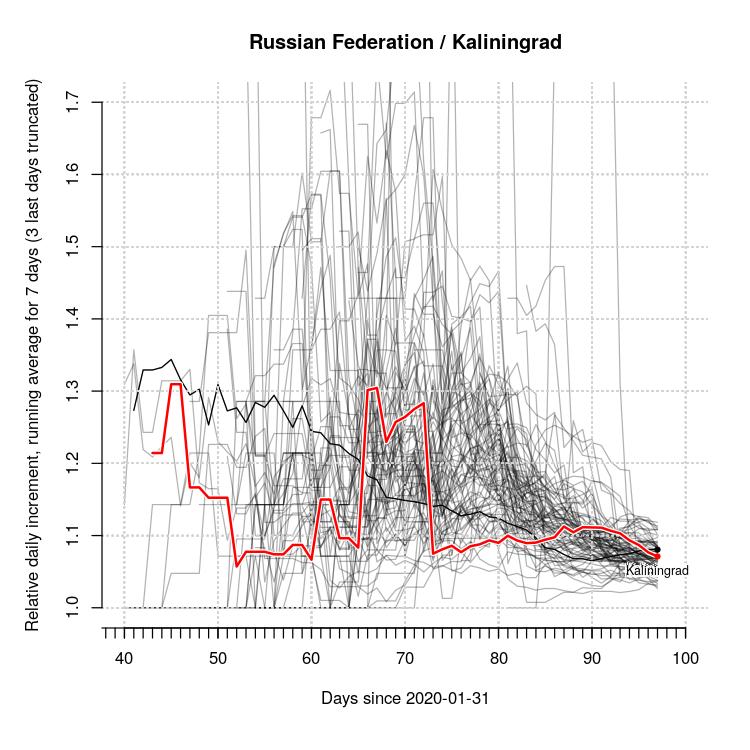 Russian Federation / Kaliningrad
Relative daily increment, running average for 7 days (3 last days truncated)
1.7
1.6
1.5
1.4
1.3
1.2
1.1
1.0
Kaliningrad
40 50 60 70 80 90 100
Days since 2020-01-31